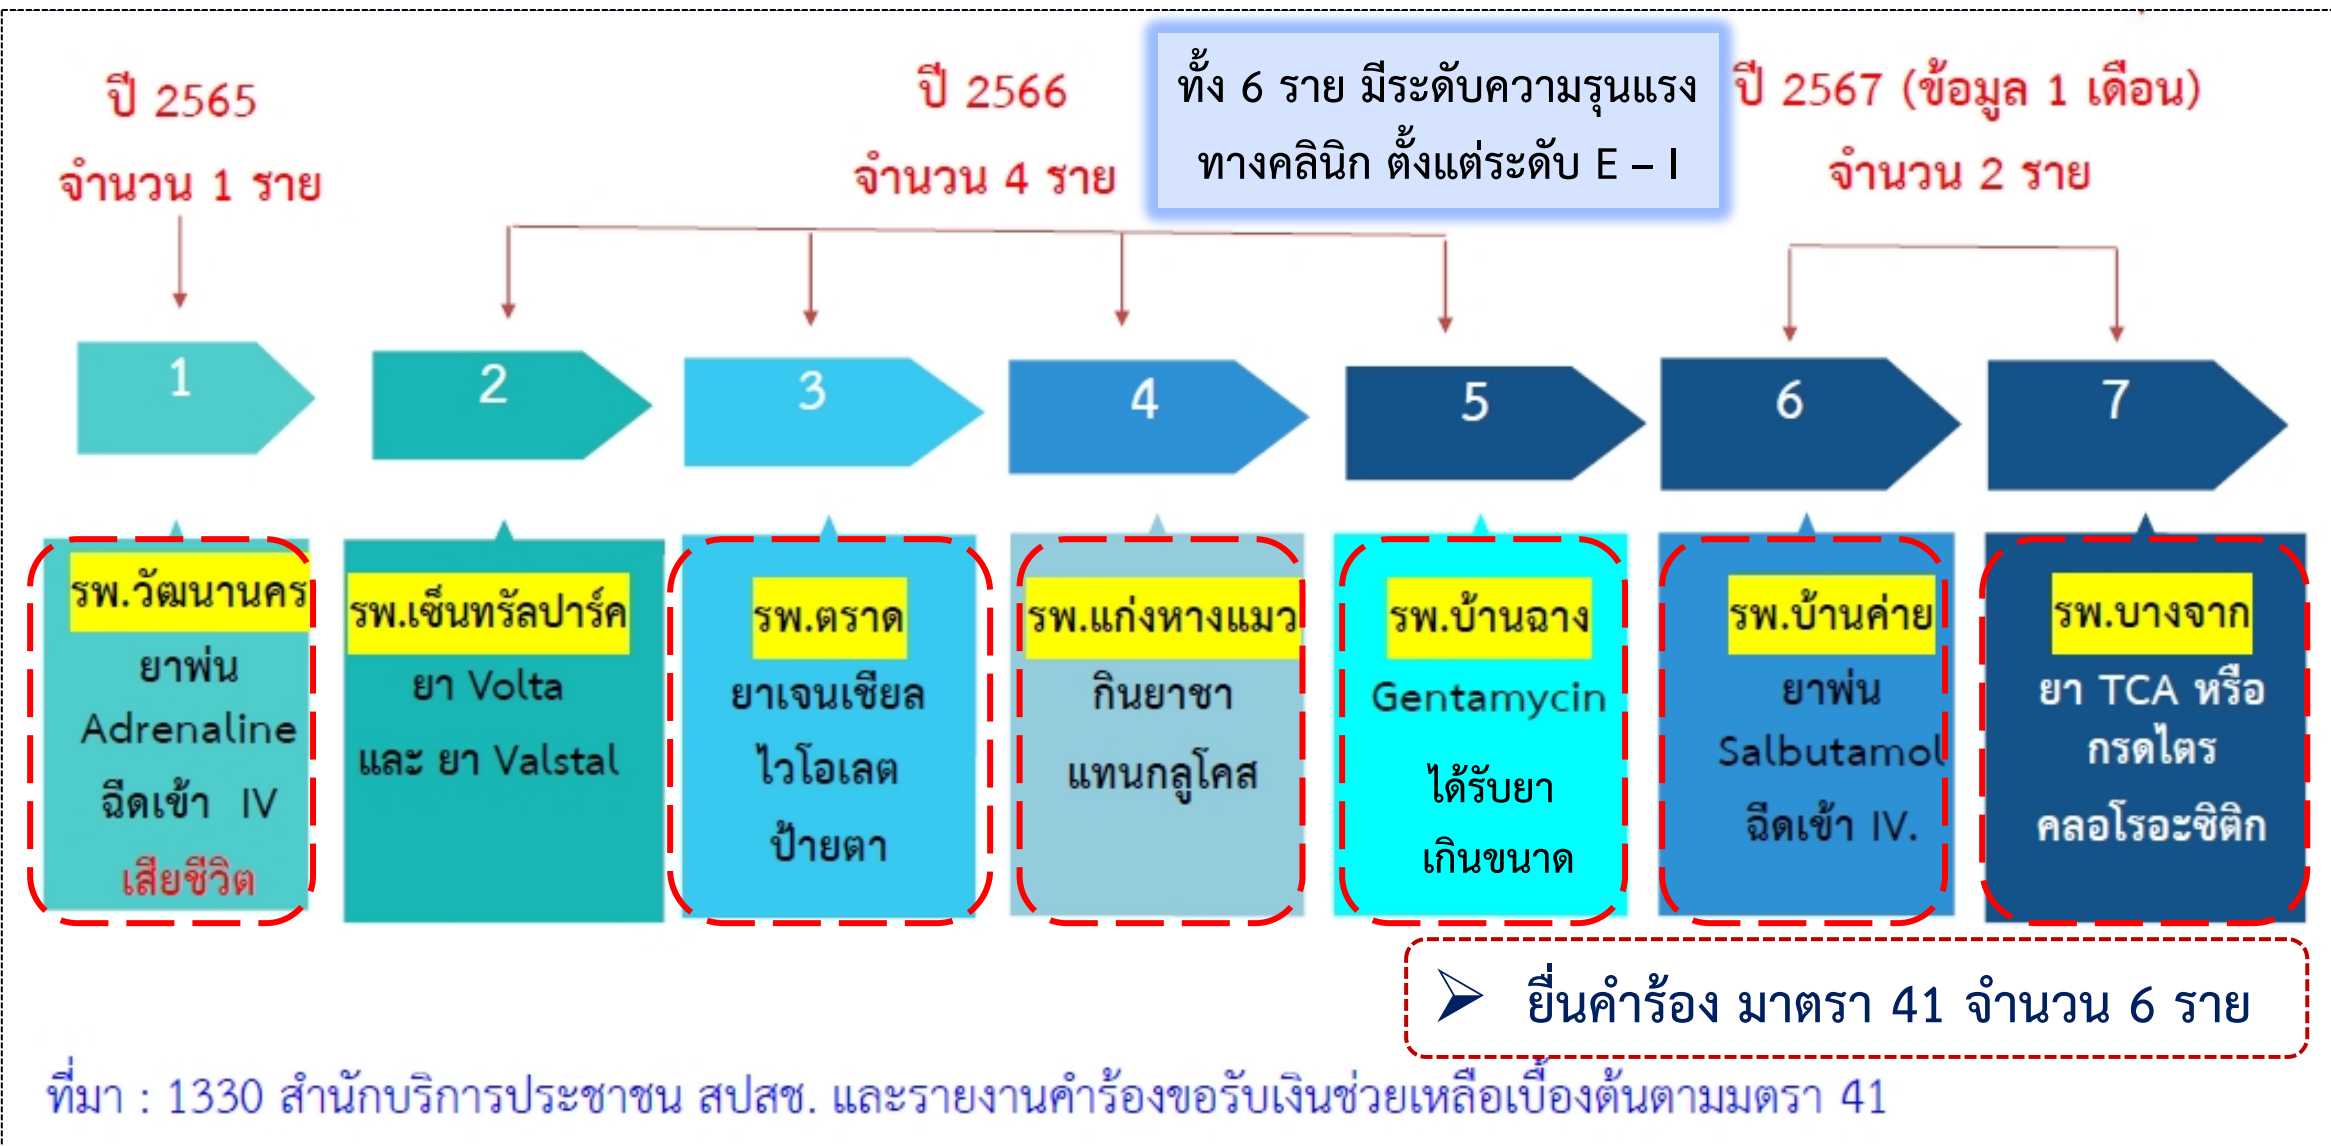 ปี 2565
จำนวน 1 ราย
ปี 2566
จำนวน 4 ราย
ทั้ง 6 ราย มีระดับความรุนแรง
ทางคลินิก ตั้งแต่ระดับ E – I
ปี 2567 (ข้อมูล 1 เดือน)
จำนวน 2 ราย
1
2
3
4
5
6
7
รพ.วัฒนานคร
ยาพ่น
Adrenaline
ฉีดเข้า IV
เสียชีวิต
รพ.เซ็นทรัลปาร์ค
ยา Volta
และ ยา Valstal
รพ.ตราด
ยาเจนเชียล
ไวโอเลต
ป้ายตา
รพ.แก่งหางแมว
กินยาชา
แทนกลูโคส
รพ.บ้านฉาง
Gentamycin
ได้รับยา
เกินขนาด
รพ.บ้านค่าย
ยาพ่น
Salbutamol
ฉีดเข้า IV.
รพ.บางจาก
ยา TCA หรือ
กรดไตร
คลอโรอะซิติก
ยื่นคำร้อง มาตรา 41 จำนวน 6 ราย
ที่มา : 1330 สำนักบริการประชาชน สปสช. และรายงานคำร้องขอรับเงินช่วยเหลือเบื้องต้นตามมตรา 41